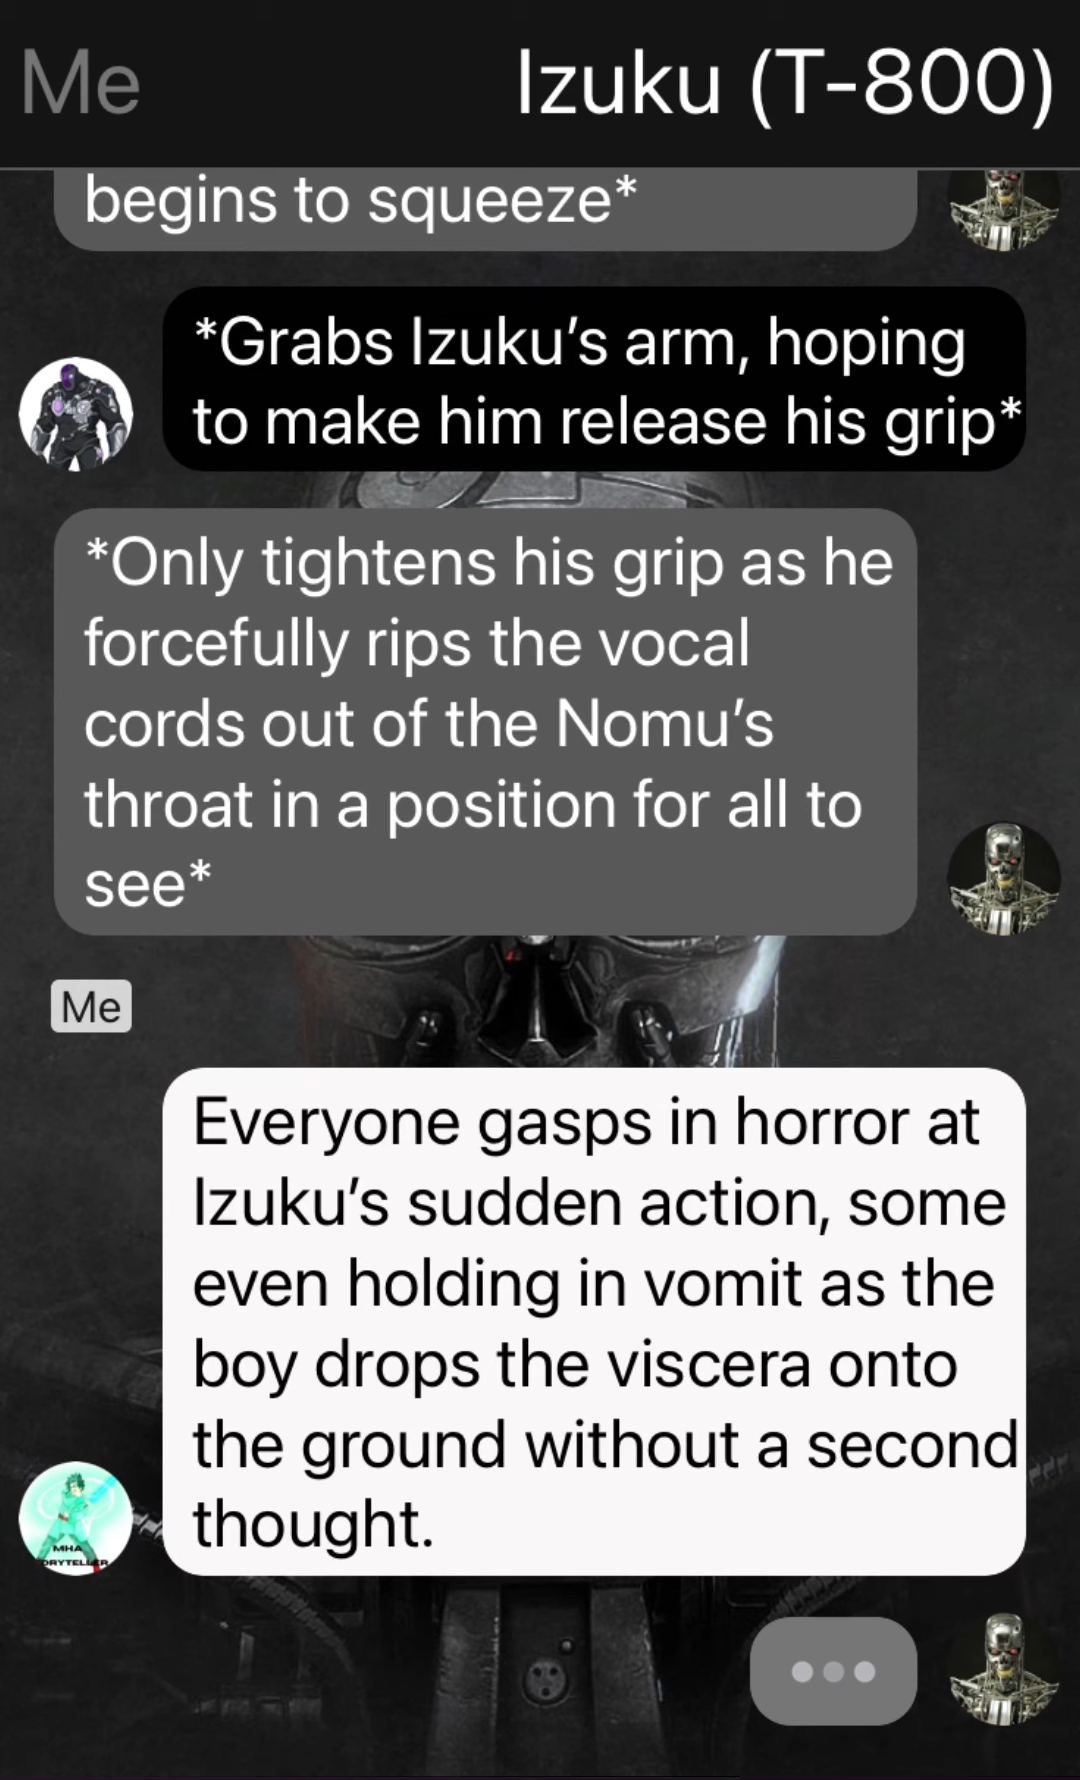 Me
Izuku (T-800)
begins to squeeze*
*Grabs Izuku’s arm, hoping
to make him release his grip*
*Only tightens his grip as he
forcefully rips the vocal
cords out of the Nomu’s
throat in a position for all to
see*
Me
Everyone gasps in horror at
Izuku’s sudden action, some
even holding in vomit as the
boy drops the viscera onto
the ground without a second
thought.
MHA